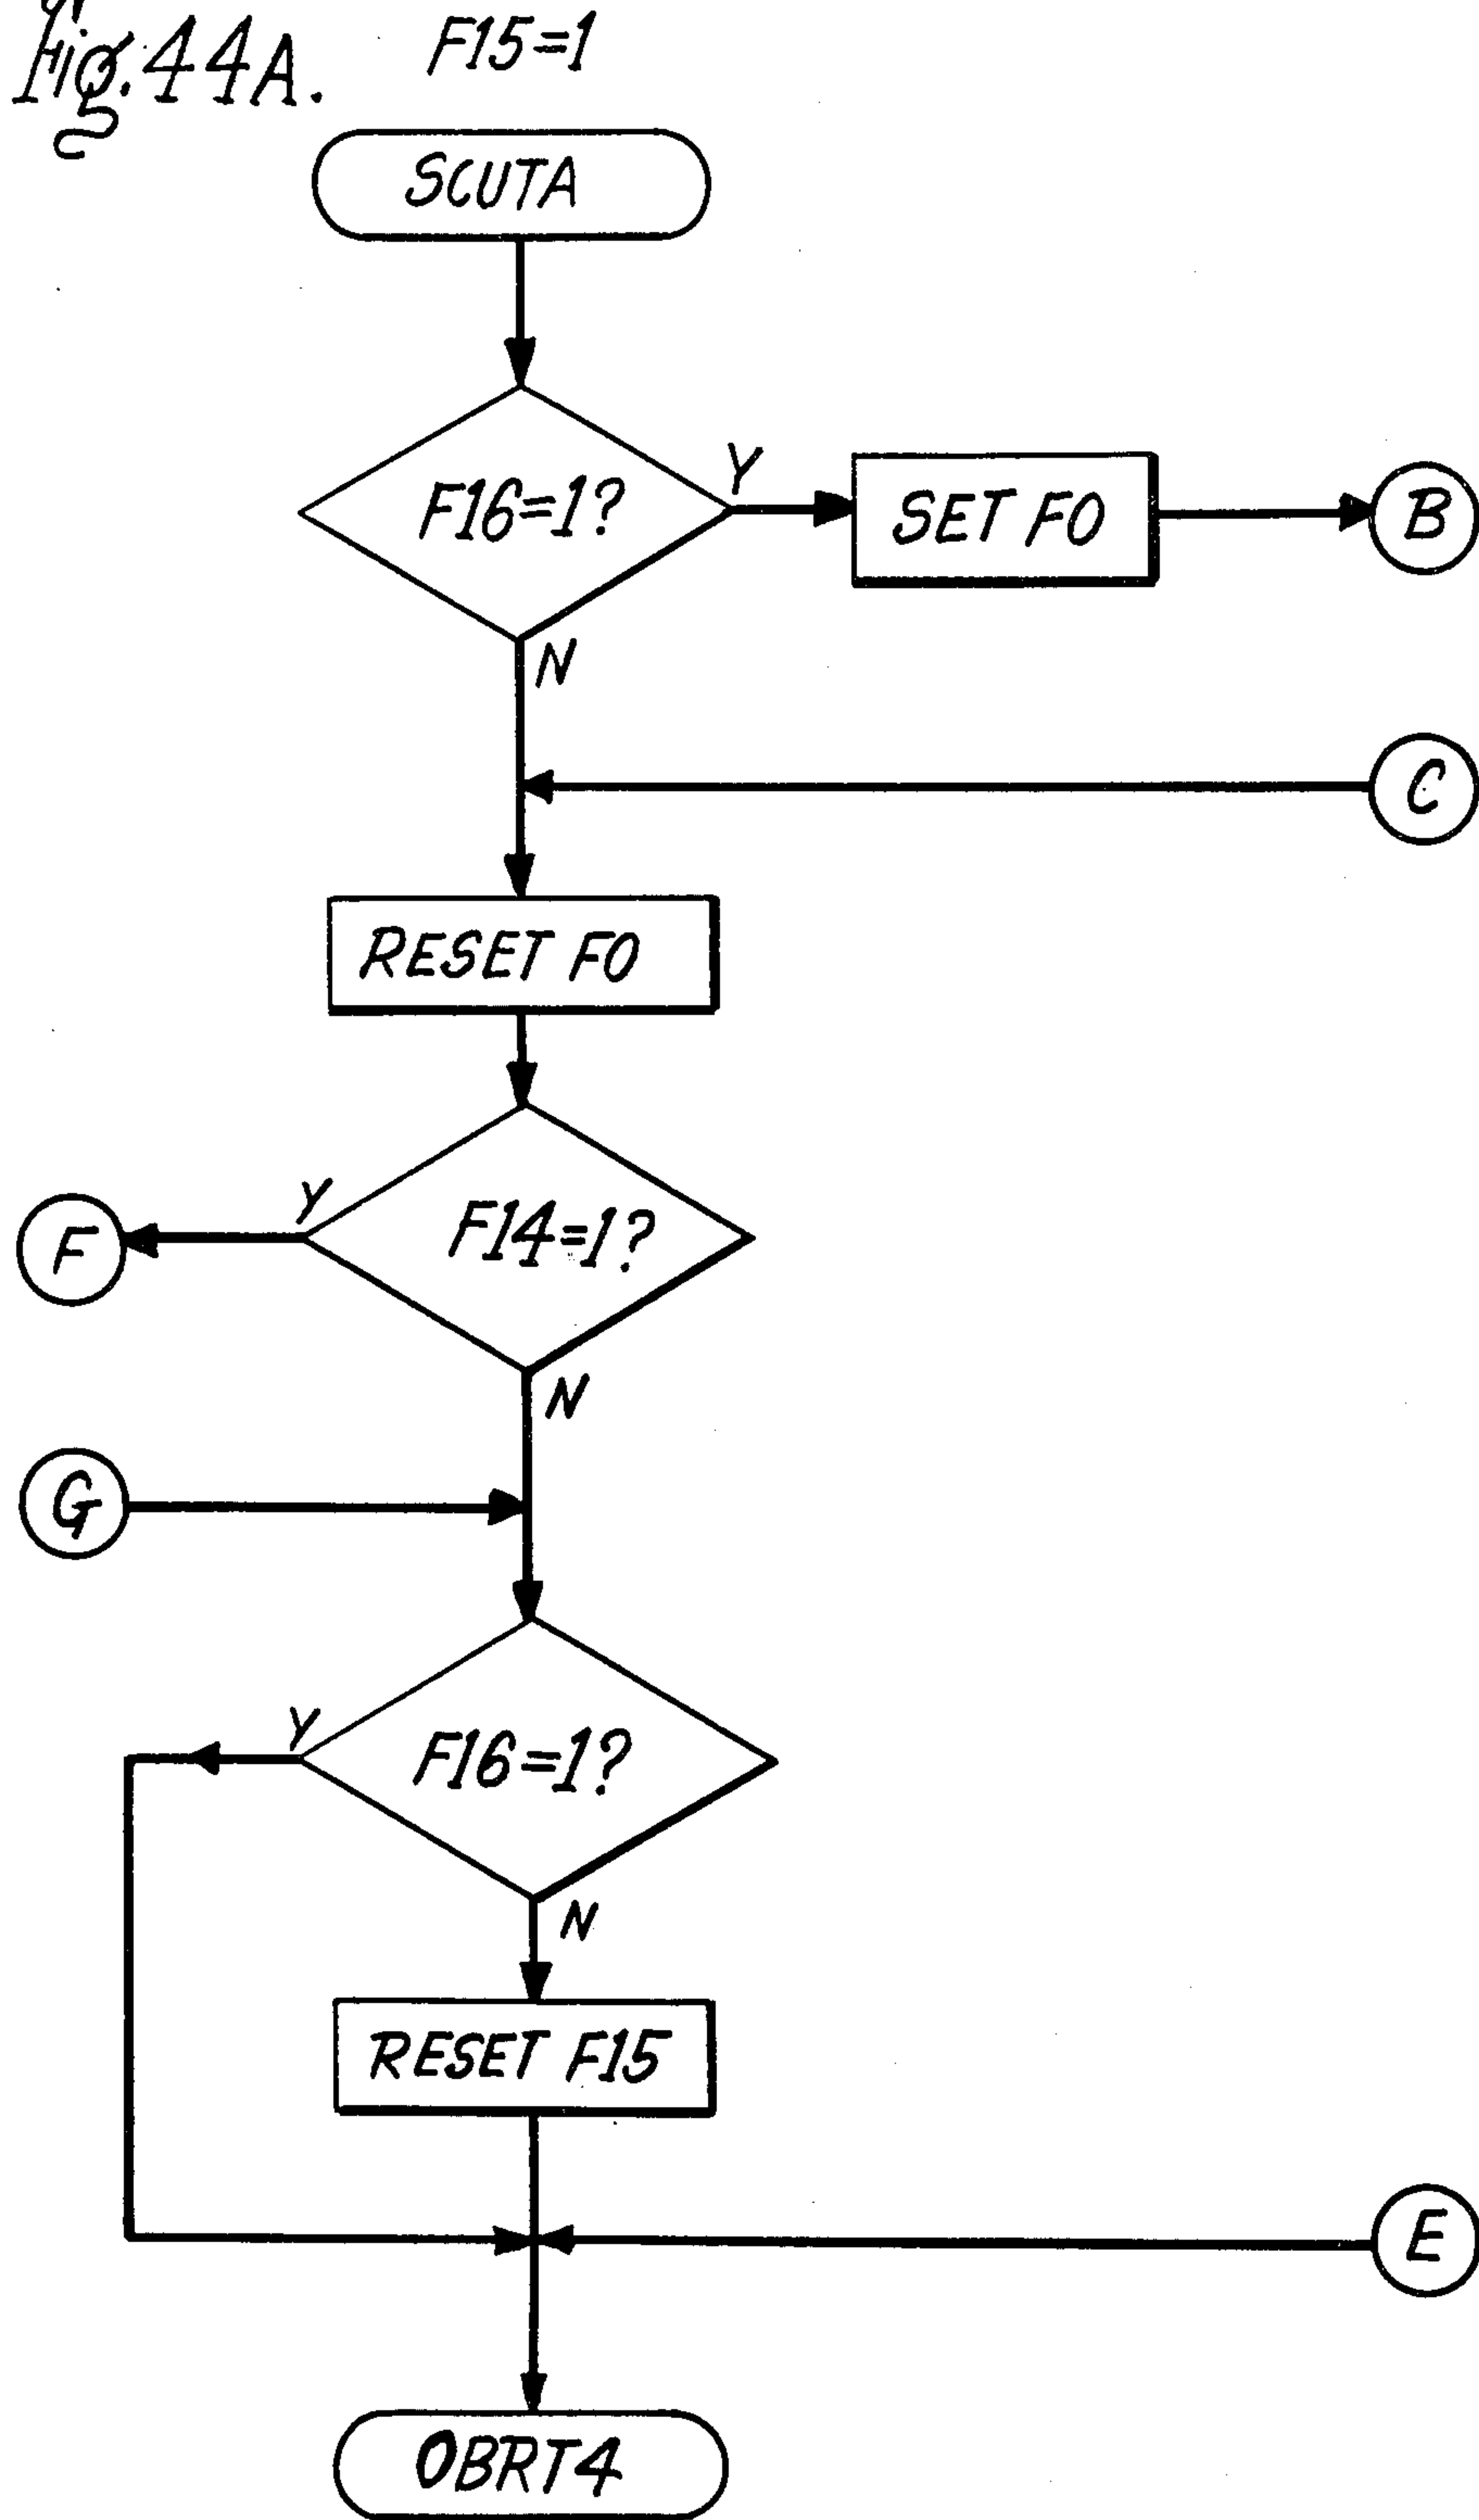 Fig. 44A.
F15=1
SCUTA
F16=1?
Y
SET F0
B
N
C
RESET F0
Y
F14=1?
F
N
G
Y
F16=1?
N
RESET F15
E
OBRT4